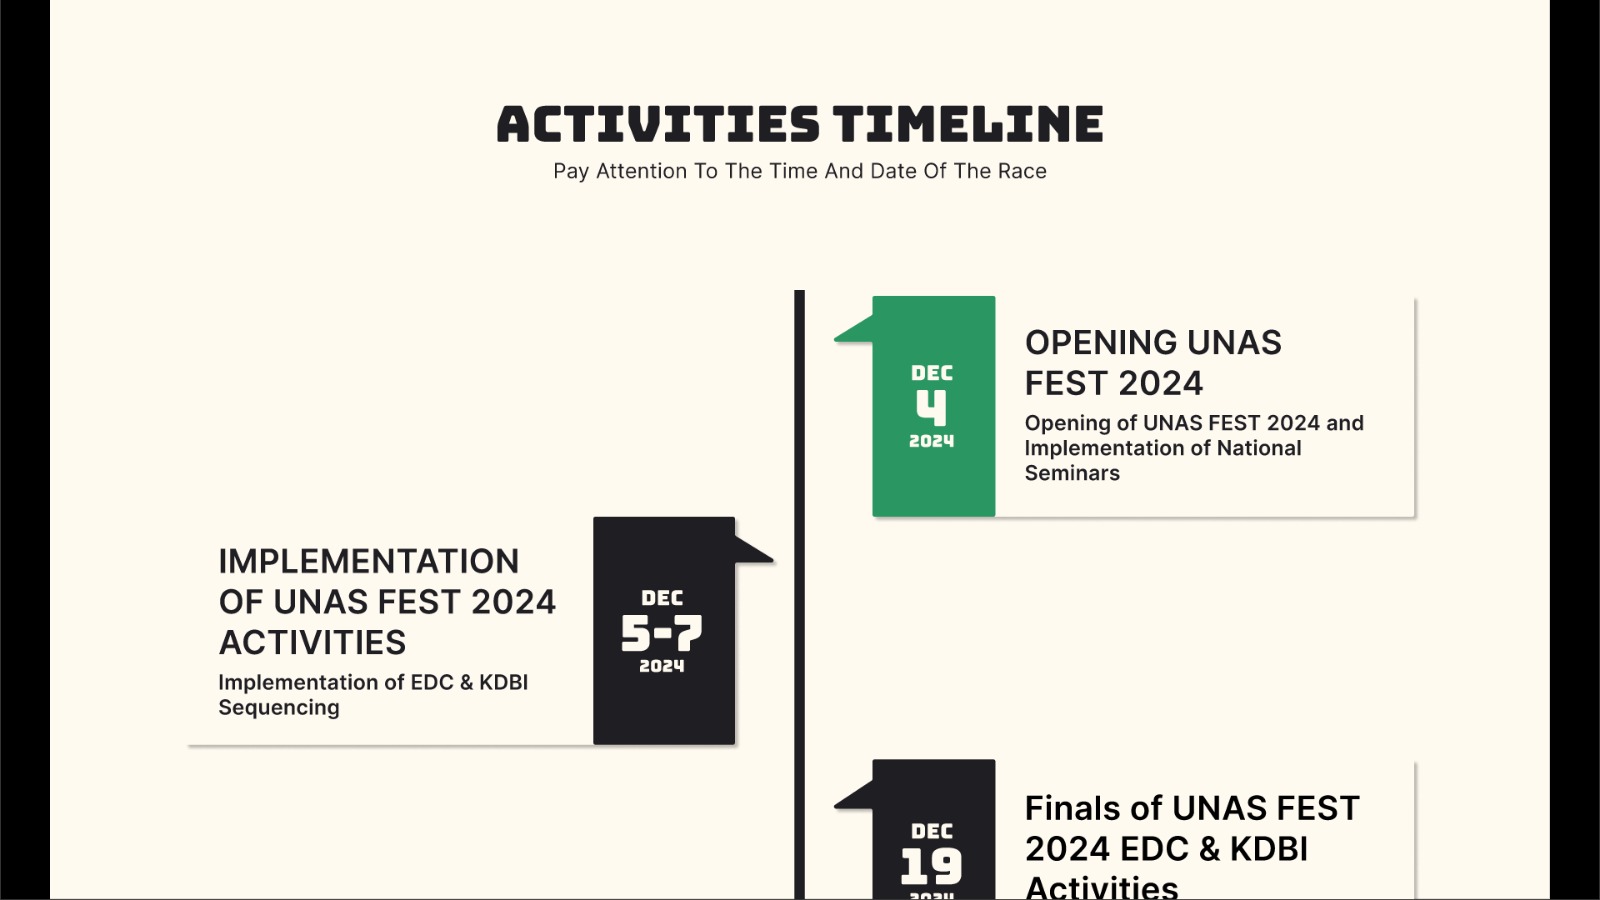 ACTIVITIES TIMELINE
Pay Attention To The Time And Date Of The Race
DEC
4
2024
OPENING UNAS
FEST 2024
Opening of UNAS FEST 2024 and
Implementation of National
Seminars
IMPLEMENTATION
OF UNAS FEST 2024
ACTIVITIES
Implementation of EDC & KDBI
Sequencing
DEC
5-7
2024
DEC
19
2024
Finals of UNAS FEST
2024 EDC & KDBI
Activities